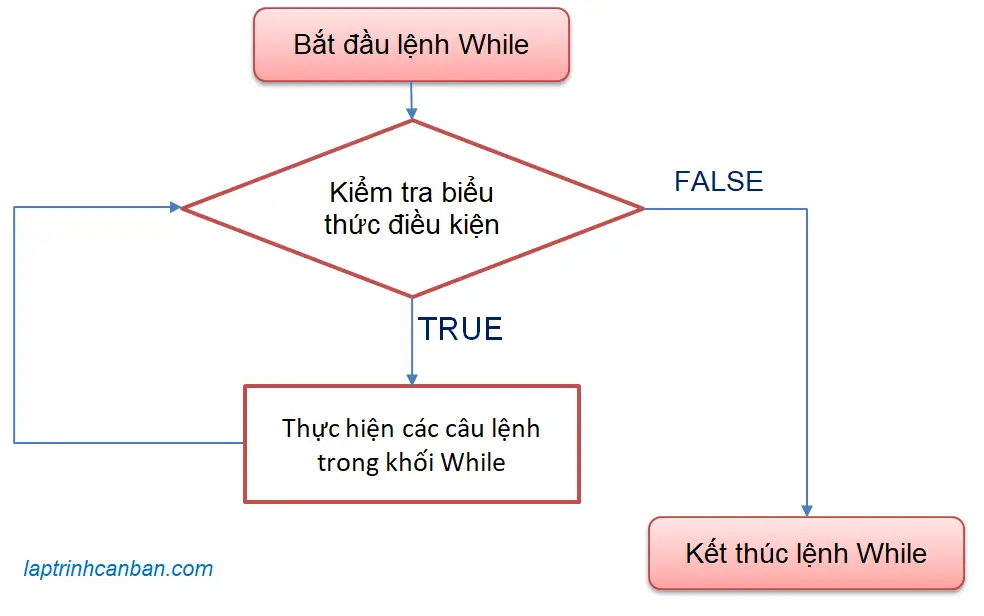 Bắt đầu lệnh While
Kiểm tra biểu
thức điều kiện
FALSE
TRUE
Thực hiện các câu lệnh
trong khối While
Kết thúc lệnh While
laptrinhcanban.com